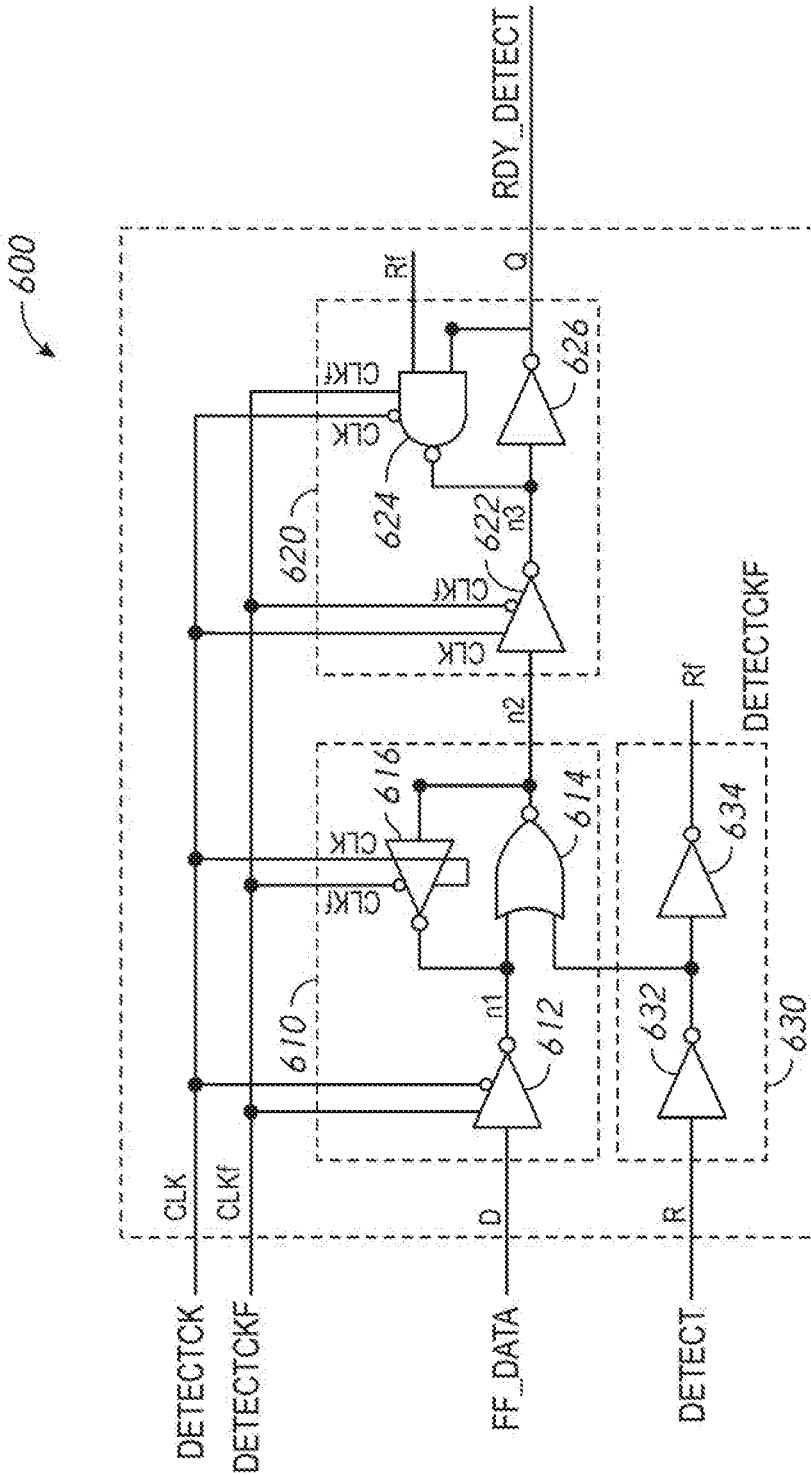 600
DETECTCK
CLK
DETECTCKF
CLKf
FF_DATA
D
DETECT
R
610
612
n1
CLKf
CLK
616
614
n2
620
CLK
CLKf
622
n3
CLK
CLKf
624
626
Rf
Q
RDY_DETECT
630
632
634
Rf
DETECTCKF